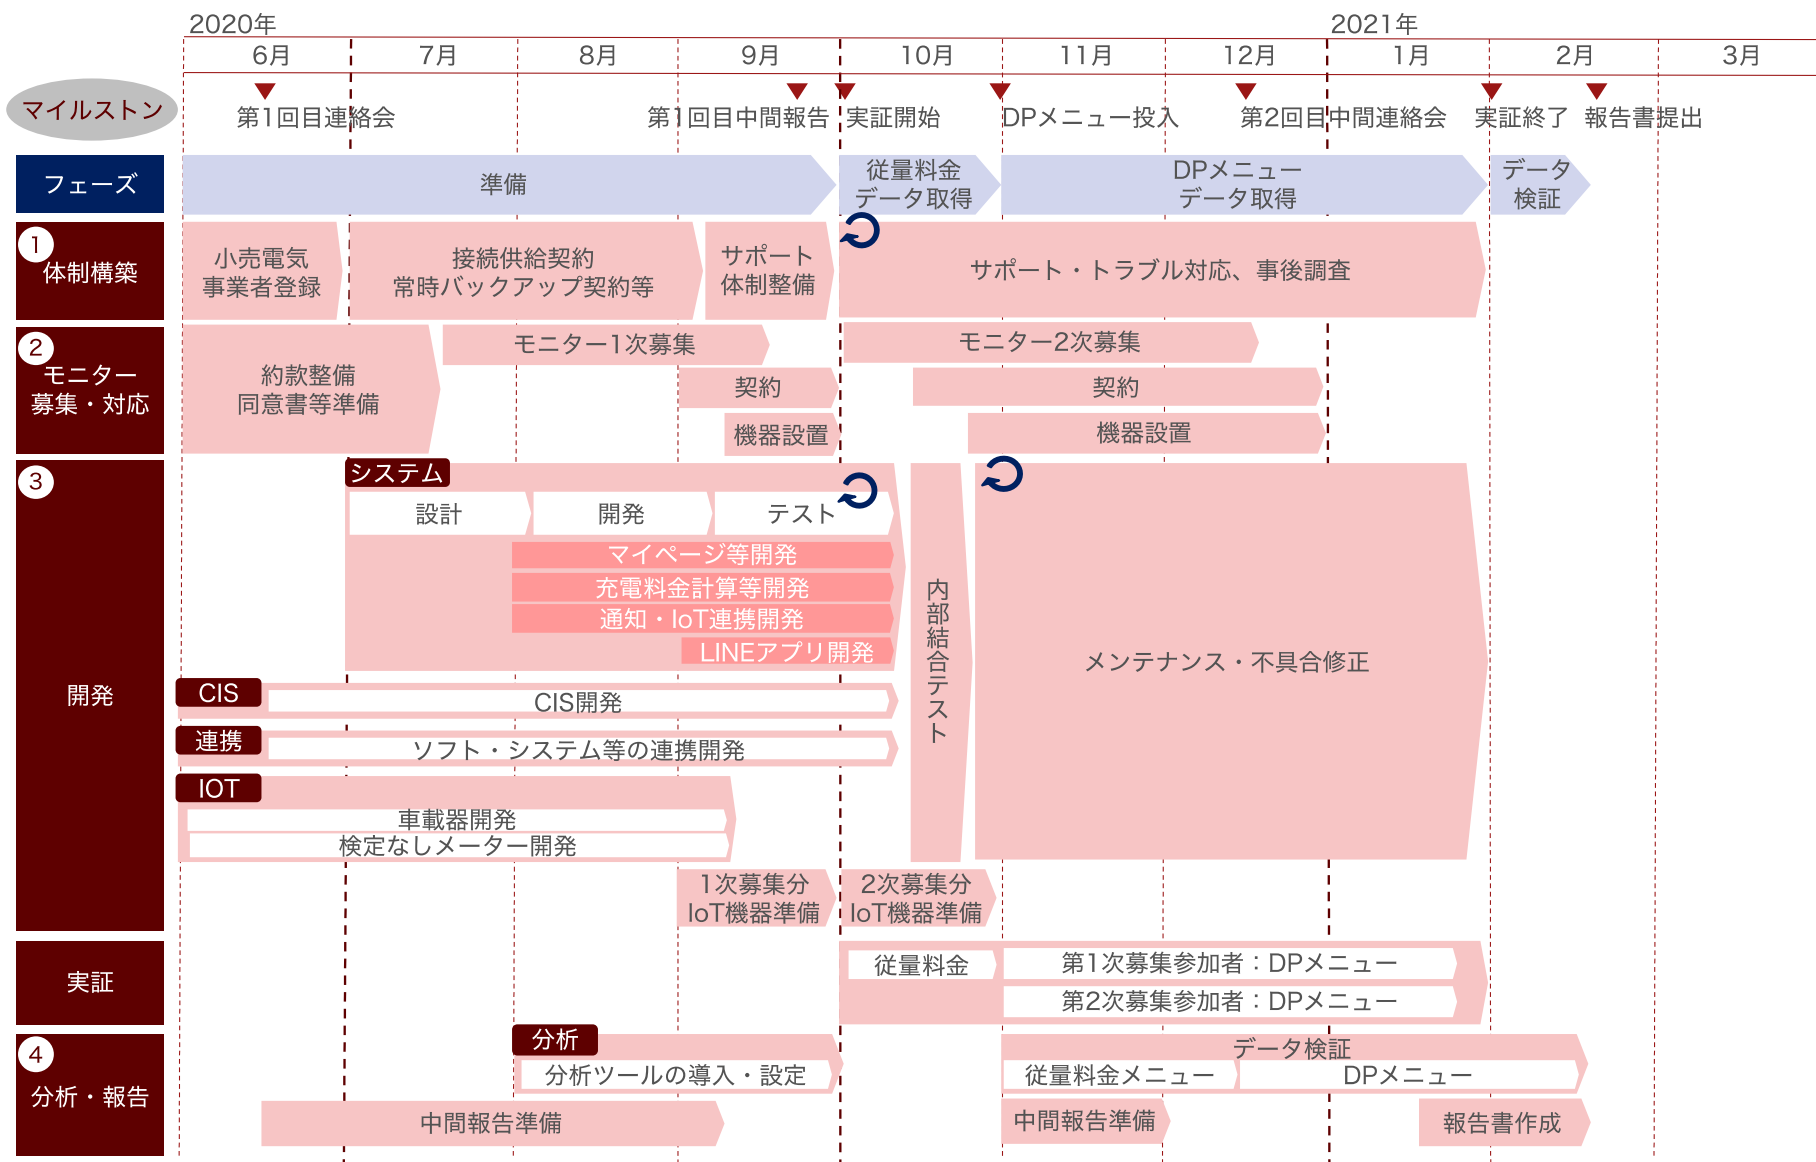 2020年
2021年
6月
7月
8月
9月
10月
11月
12月
1月
2月
3月
マイルストン
第1回目連絡会
第1回目中間報告
実証開始
DPメニュー投入
第2回目中間連絡会
実証終了
報告書提出
フェーズ
準備
従量料金
データ取得
DPメニュー
データ取得
データ
検証
1
体制構築
小売電気
事業者登録
接続供給契約
常時バックアップ契約等
サポート
体制整備
サポート・トラブル対応、事後調査
2
モニター
募集・対応
約款整備
同意書等準備
モニター1次募集
モニター2次募集
契約
契約
機器設置
機器設置
3
開発
システム
設計
開発
テスト
マイページ等開発
充電料金計算等開発
通知・IoT連携開発
LINEアプリ開発
内部結合テスト
メンテナンス・不具合修正
CIS
CIS開発
連携
ソフト・システム等の連携開発
IOT
車載器開発
検定なしメーター開発
1次募集分
IoT機器準備
2次募集分
IoT機器準備
実証
従量料金
第1次募集参加者：DPメニュー
第2次募集参加者：DPメニュー
4
分析・報告
分析
分析ツールの導入・設定
データ検証
従量料金メニュー
DPメニュー
中間報告準備
中間報告準備
報告書作成